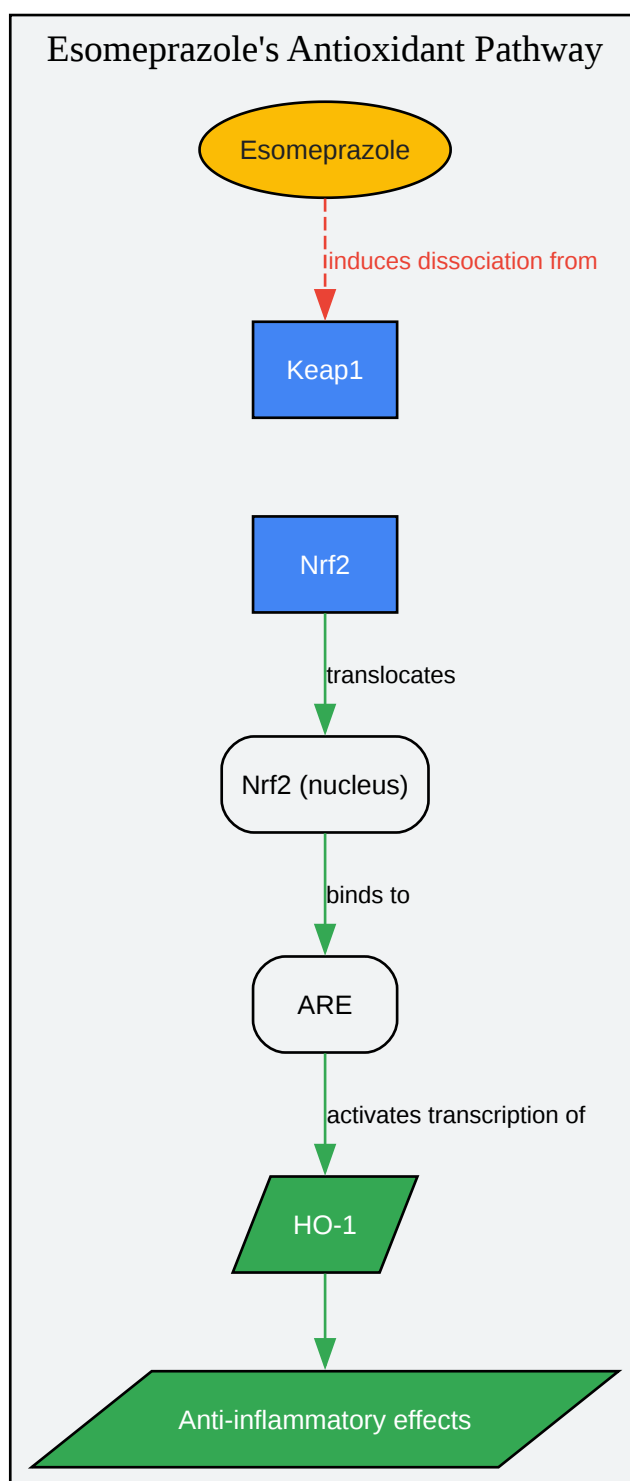 Esomeprazole's Antioxidant Pathway
Esomeprazole
induces dissociation from
Keap1
Nrf2
translocates
Nrf2 (nucleus)
binds to
ARE
activates transcription of
HO-1
Anti-inflammatory effects